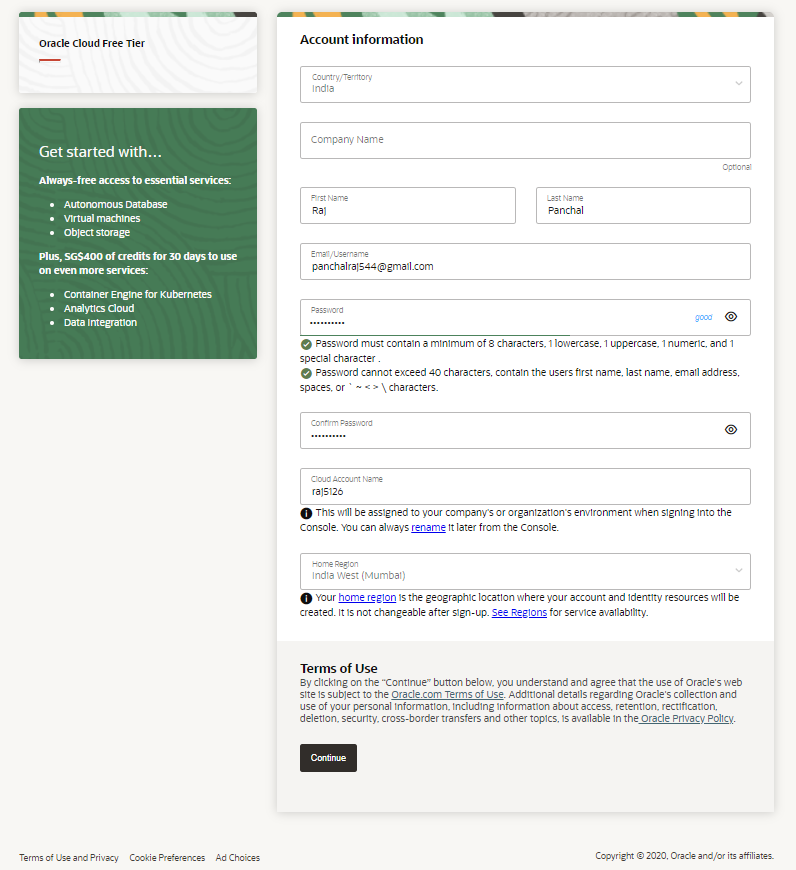 Oracle Cloud Free Tier
Get started with...
Always-free access to essential services:
Autonomous Database
Virtual machines
Object storage
Plus, SG$400 of credits for 30 days to use
on even more services:
Container Engine for Kubernetes
Analytics Cloud
Data Integration
Account information
Country/Territory
India
Company Name
Optional
First Name
Raj
Last Name
Panchal
Email/Username
panchalraj544@gmail.com
Password
••••••••••
good
Password must contain a minimum of 8 characters, 1 lowercase, 1 uppercase, 1 numeric, and 1
special character .
Password cannot exceed 40 characters, contain the users first name, last name, email address,
spaces, or ` ~ < > \ characters.
Confirm Password
••••••••••
Cloud Account Name
raj5126
This will be assigned to your company's or organization's environment when signing into the
Console. You can always rename it later from the Console.
Home Region
India West (Mumbai)
Your home region is the geographic location where your account and identity resources will be
created. It is not changeable after sign-up. See Regions for service availability.
Terms of Use
By clicking on the "Continue" button below, you understand and agree that the use of Oracle's web
site is subject to the Oracle.com Terms of Use. Additional details regarding Oracle's collection and
use of your personal information, including information about access, retention, rectification,
deletion, security, cross-border transfers and other topics, is available in the Oracle Privacy Policy.
Continue
Terms of Use and Privacy Cookie Preferences Ad Choices
Copyright © 2020, Oracle and/or its affiliates.